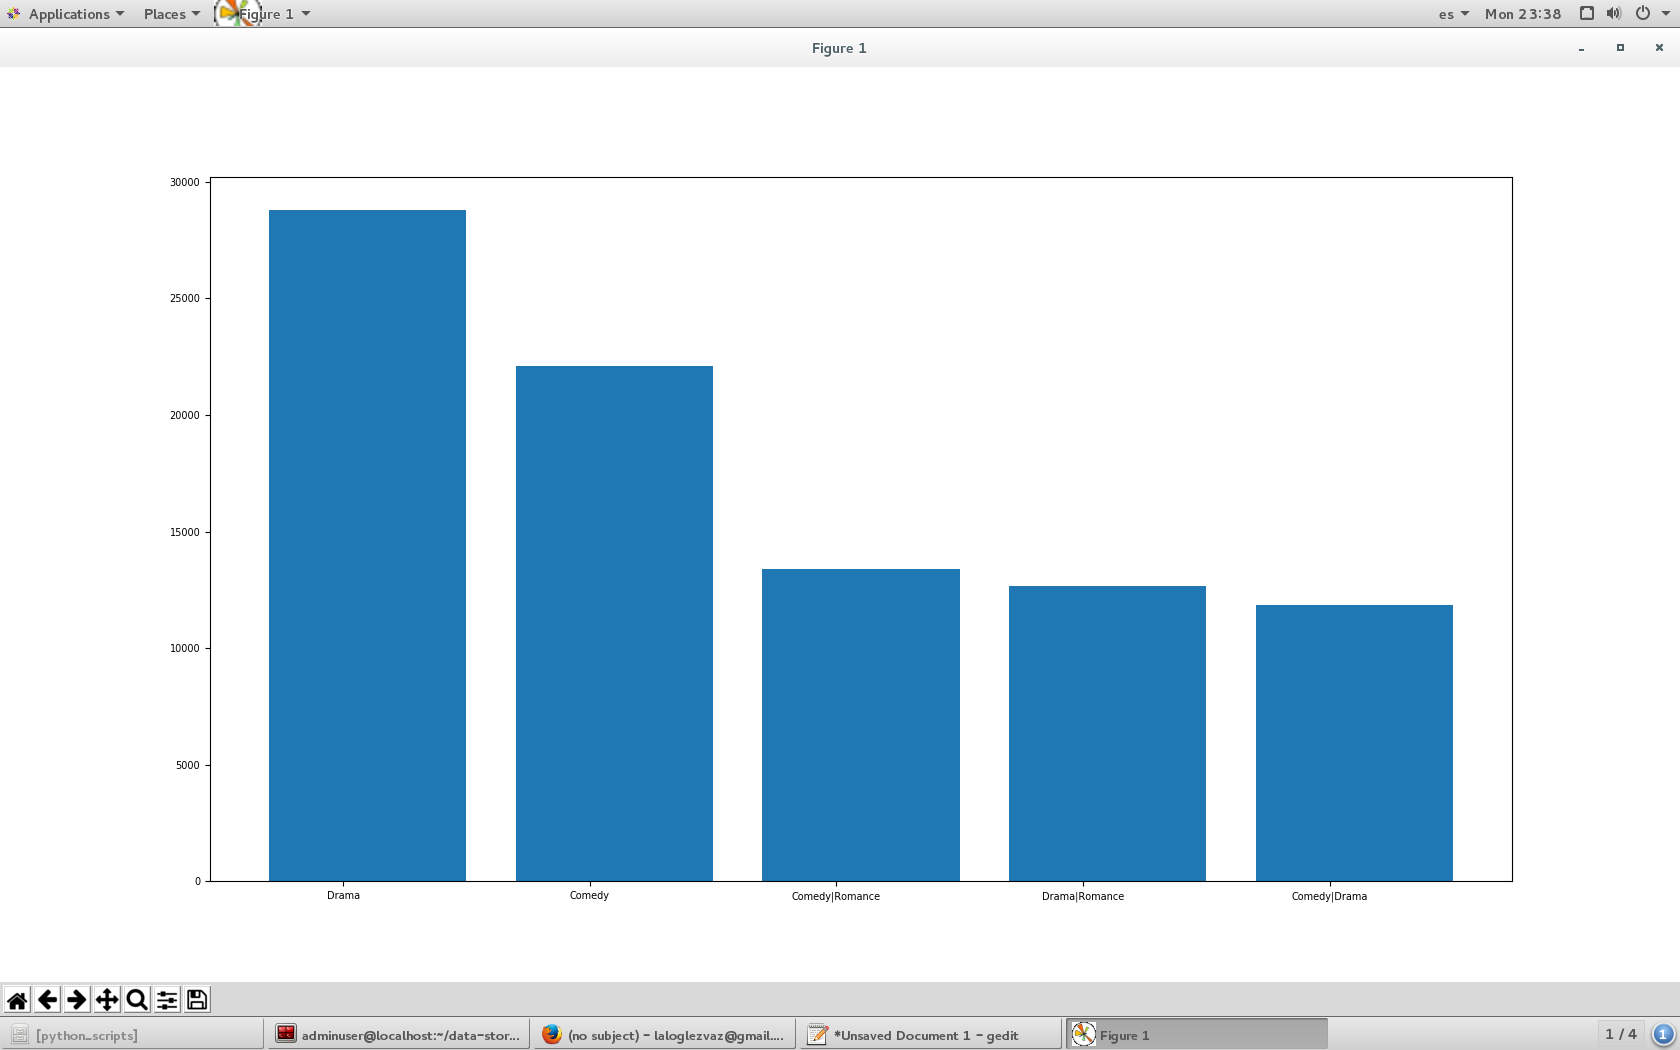 Applications Places Figure 1 es Mon 23:38
Figure 1
30000
25000
20000
15000
10000
5000
0
Drama Comedy Comedy|Romance Drama|Romance Comedy|Drama
[python_scripts] adminuser@localhost:~/data-stor... (no subject) - laloglezvaz@gmail.... *Unsaved Document 1 - gedit Figure 1 1 / 4 1